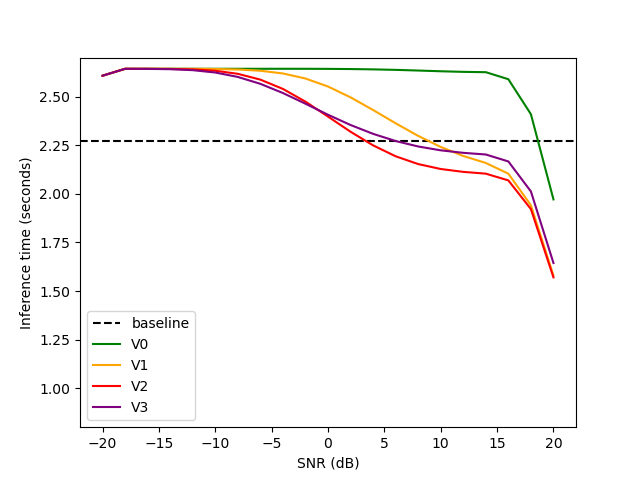 Inference time (seconds)
2.50
2.25
2.00
1.75
1.50
1.25
1.00
baseline
V0
V1
V2
V3
−20 −15 −10 −5 0 5 10 15 20
SNR (dB)